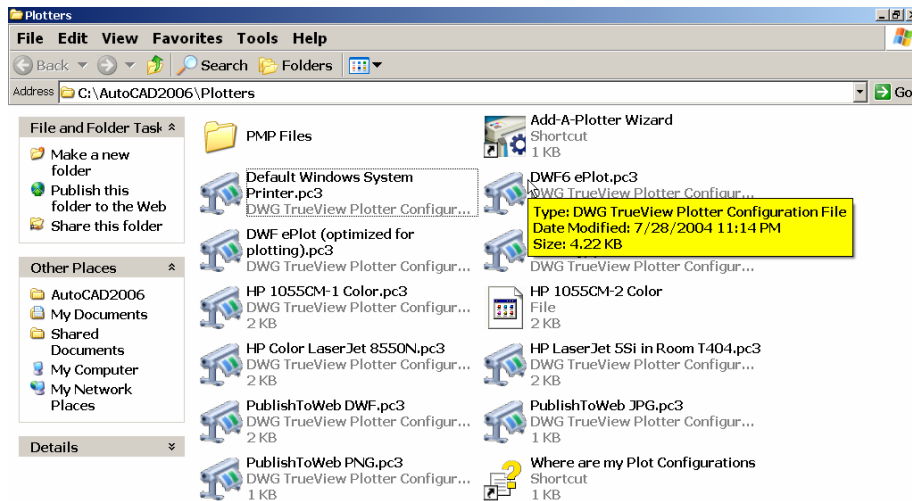 Plotters
File Edit View Favorites Tools Help
Back Search Folders
Address C:\AutoCAD2006\Plotters Go
File and Folder Task
Make a new
folder
Publish this
folder to the Web
Share this folder
Other Places
AutoCAD2006
My Documents
Shared
Documents
My Computer
My Network
Places
Details
PMP Files
Add-A-Plotter Wizard
Shortcut
1 KB
Default Windows System
Printer.pc3
DWG TrueView Plotter Configur...
DWF6 ePlot.pc3
DWG TrueView Plotter Configur...
Type: DWG TrueView Plotter Configuration File
Date Modified: 7/28/2004 11:14 PM
Size: 4.22 KB
DWF ePlot (optimized for
plotting).pc3
DWG TrueView Plotter Configur...
DWG TrueView Plotter Configur...
HP 1055CM-1 Color.pc3
DWG TrueView Plotter Configur...
2 KB
HP 1055CM-2 Color
File
2 KB
HP Color LaserJet 8550N.pc3
DWG TrueView Plotter Configur...
2 KB
HP LaserJet 5Si in Room T404.pc3
DWG TrueView Plotter Configur...
2 KB
PublishToWeb DWF.pc3
DWG TrueView Plotter Configur...
2 KB
PublishToWeb JPG.pc3
DWG TrueView Plotter Configur...
1 KB
PublishToWeb PNG.pc3
DWG TrueView Plotter Configur...
1 KB
Where are my Plot Configurations
Shortcut
1 KB